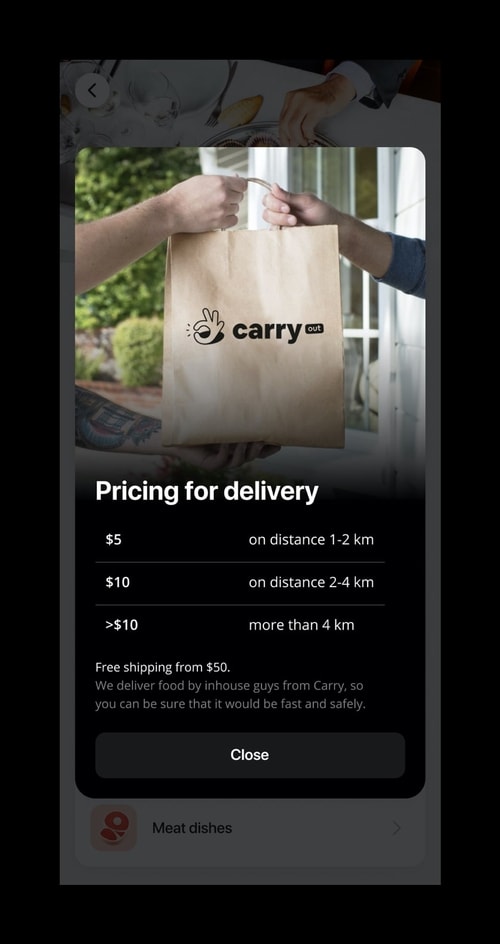 carry out
Pricing for delivery
$5 on distance 1-2 km
$10 on distance 2-4 km
>$10 more than 4 km
Free shipping from $50.
We deliver food by inhouse guys from Carry, so
you can be sure that it would be fast and safely.
Close
Meat dishes